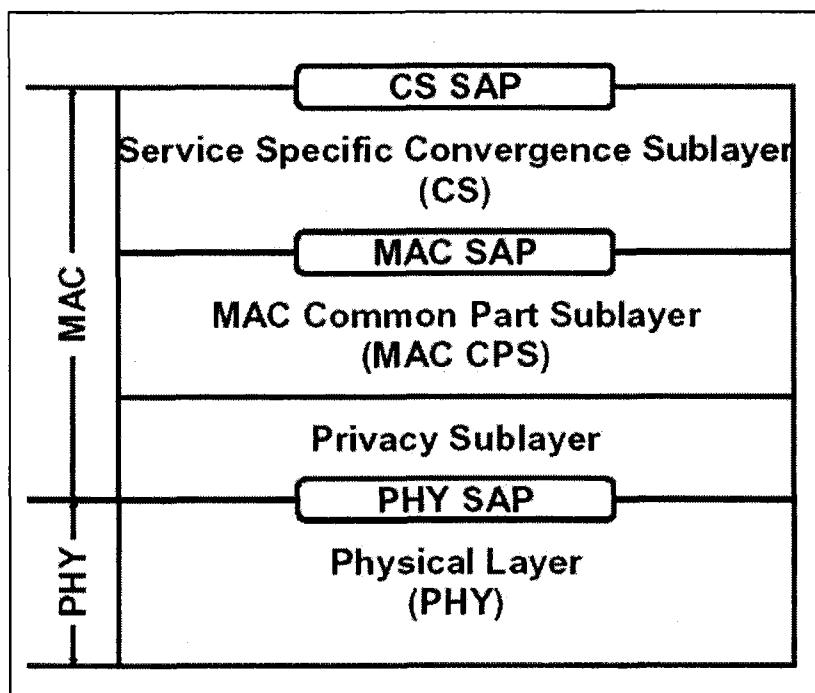 CS SAP
Service Specific Convergence Sublayer
(CS)
MAC SAP
MAC Common Part Sublayer
(MAC CPS)
Privacy Sublayer
PHY SAP
Physical Layer
(PHY)
MAC
PHY